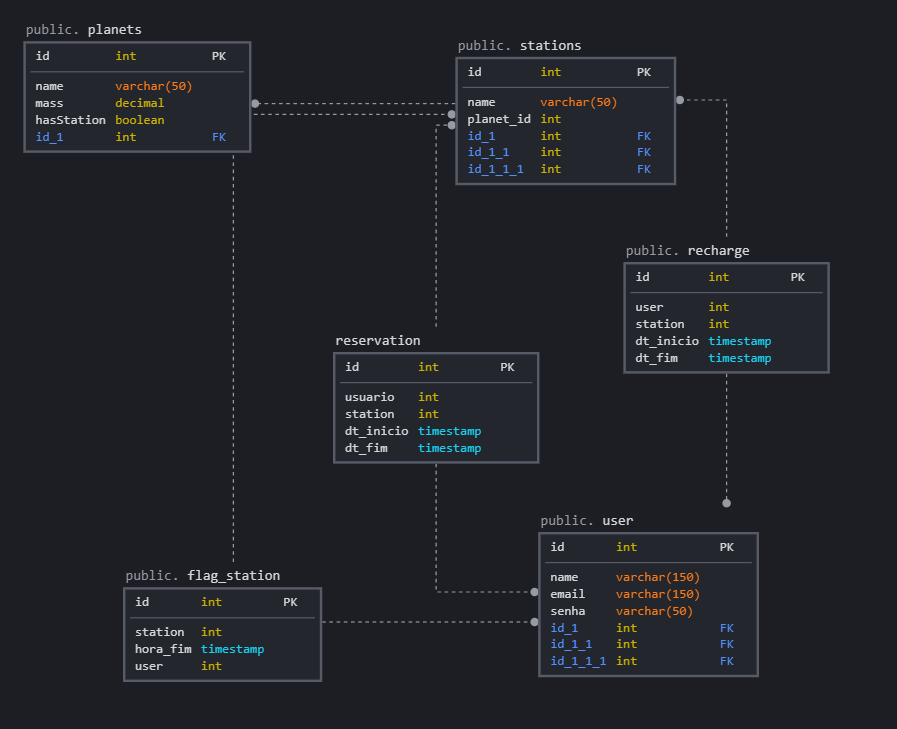 public. planets
id int PK
name varchar(50)
mass decimal
hasStation boolean
id_1 int FK
public. stations
id int PK
name varchar(50)
planet_id int
id_1 int FK
id_1_1 int FK
id_1_1_1 int FK
public. recharge
id int PK
user int
station int
dt_inicio timestamp
dt_fim timestamp
reservation
id int PK
usuario int
station int
dt_inicio timestamp
dt_fim timestamp
public. user
id int PK
name varchar(150)
email varchar(150)
senha varchar(50)
id_1 int FK
id_1_1 int FK
id_1_1_1 int FK
public. flag_station
id int PK
station int
hora_fim timestamp
user int